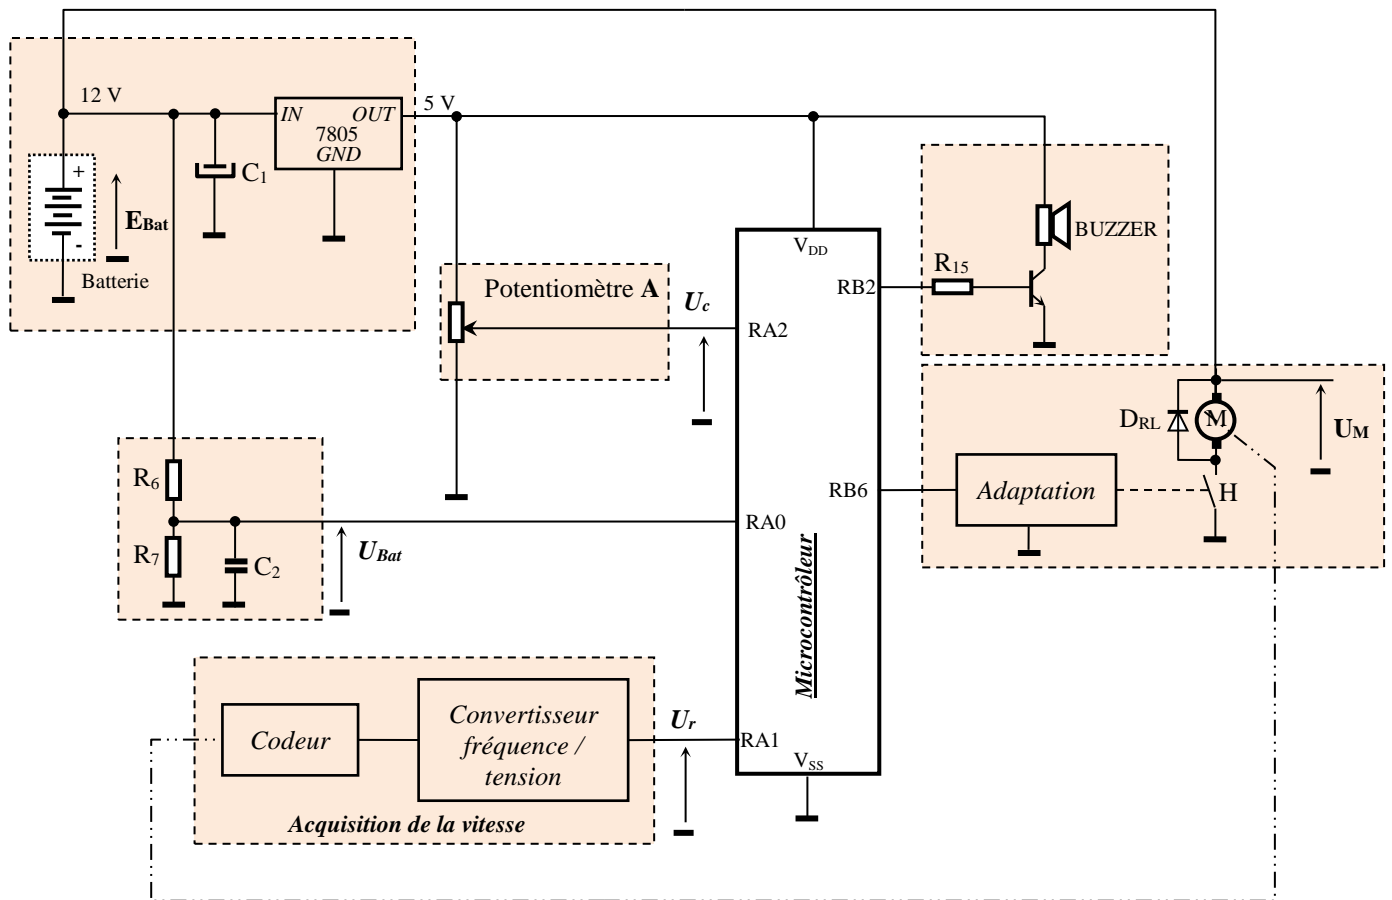 12 V
IN OUT
7805
GND
5 V
C1
+
-
EBat
Batterie
Potentiomètre A
Uc
VDD
RB2
R15
BUZZER
RA2
DRL
M
UM
R6
R7
C2
UBat
RA0
RB6
Adaptation
H
Microcontrôleur
Codeur
Convertisseur
fréquence /
tension
Ur
RA1
VSS
Acquisition de la vitesse